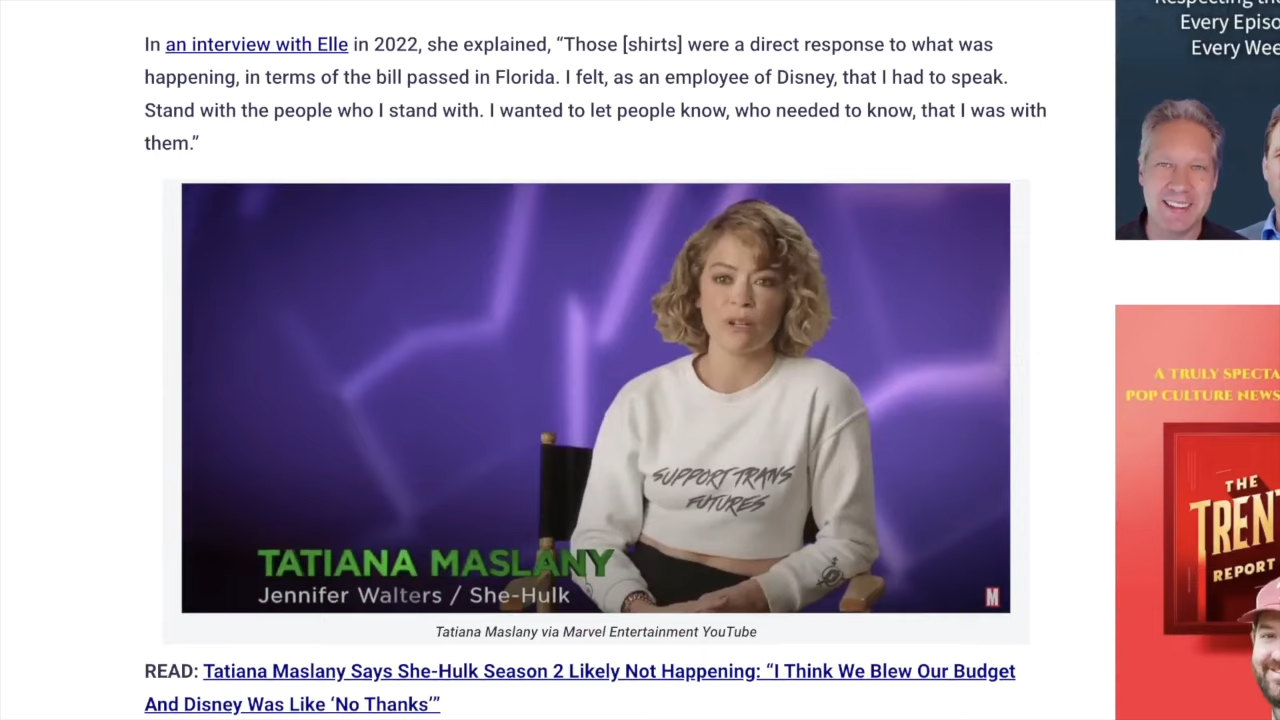 In an interview with Elle in 2022, she explained, “Those [shirts] were a direct response to what was
happening, in terms of the bill passed in Florida. I felt, as an employee of Disney, that I had to speak.
Stand with the people who I stand with. I wanted to let people know, who needed to know, that I was with
them.”
SUPPORT TRANS
FUTURES
TATIANA MASLANY
Jennifer Walters / She-Hulk
M
Tatiana Maslany via Marvel Entertainment YouTube
READ: Tatiana Maslany Says She-Hulk Season 2 Likely Not Happening: “I Think We Blew Our Budget
And Disney Was Like ‘No Thanks’”
Respecting the
Every Episo
Every Wee
A TRULY SPECTA
POP CULTURE NEWS
THE
TREN
REPORT